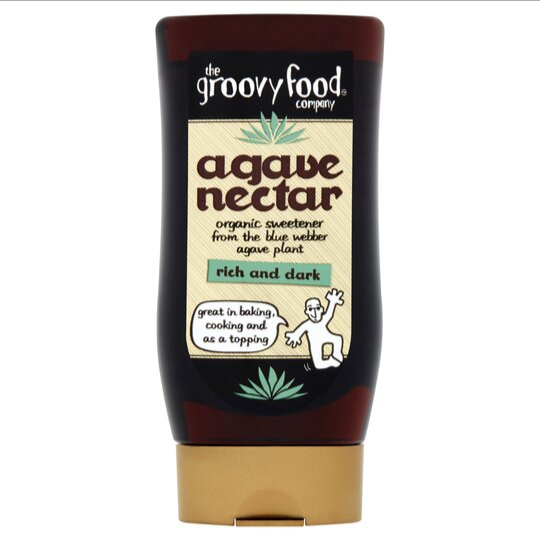 the
groovy food®
company
agave
nectar
organic sweetener
from the blue webber
agave plant
rich and dark
great in baking,
cooking and
as a topping